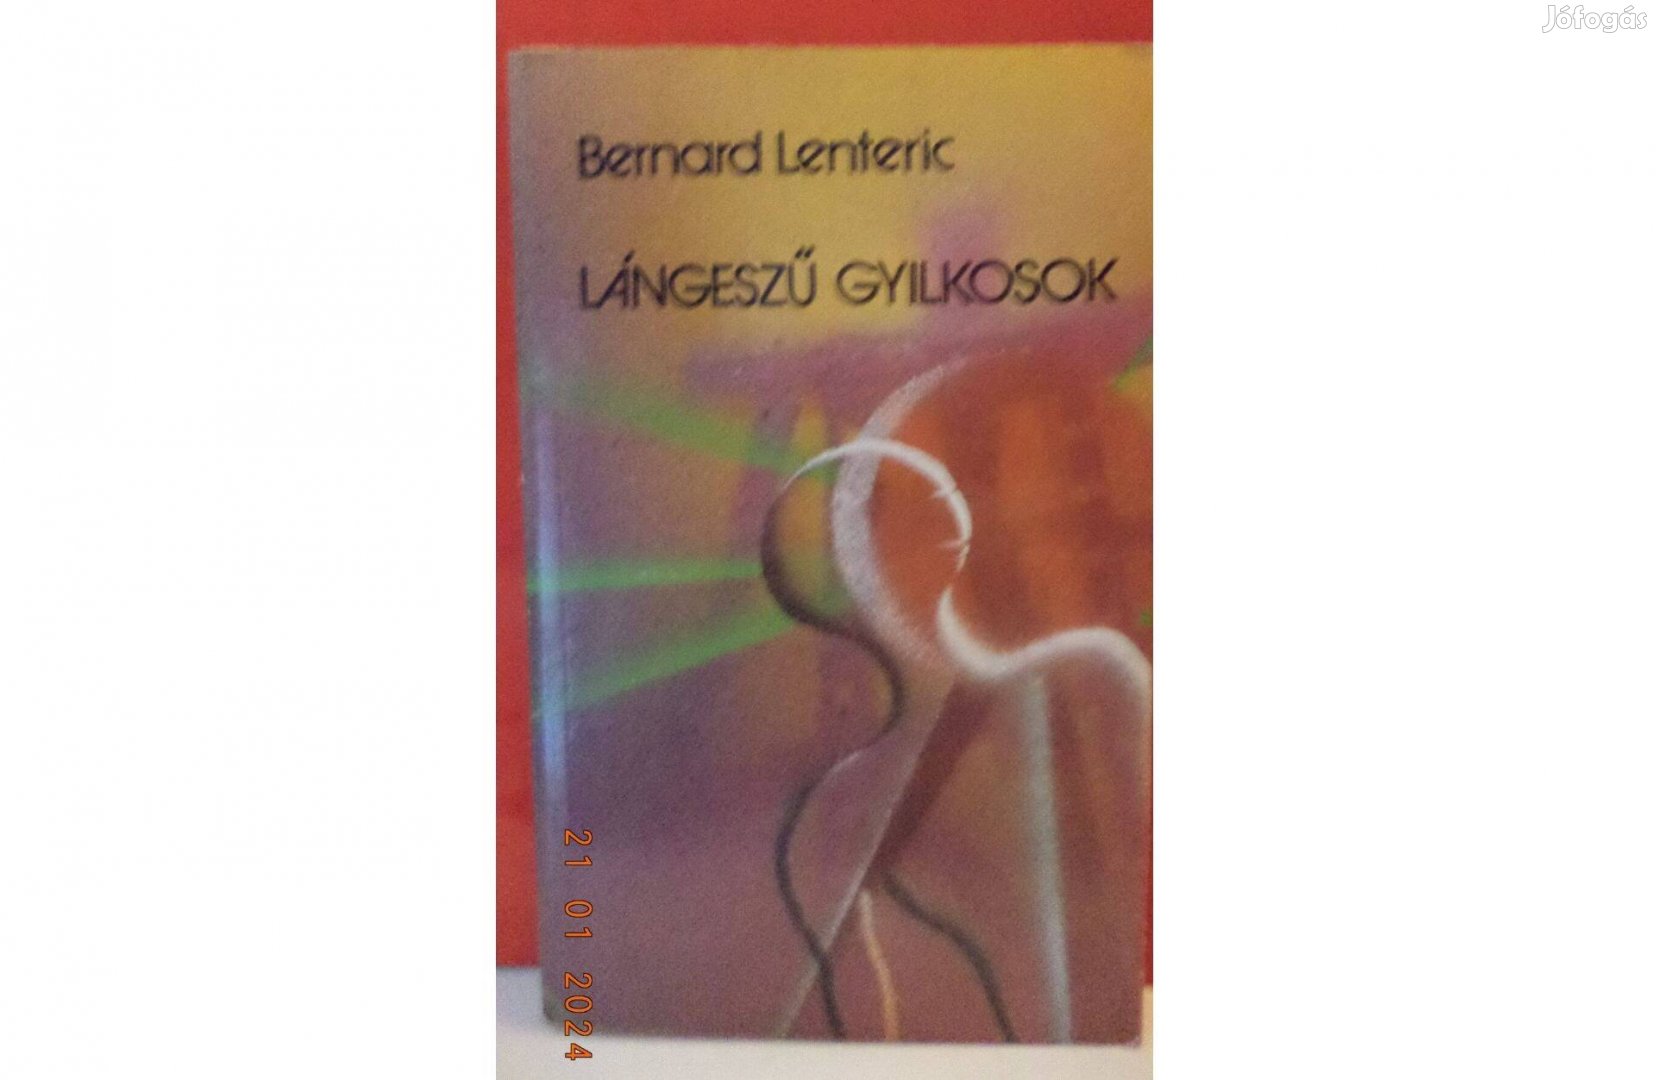 Jófogás
Bernard Lenteric
LÁNGESZŰ GYILKOSOK
21 01 2024